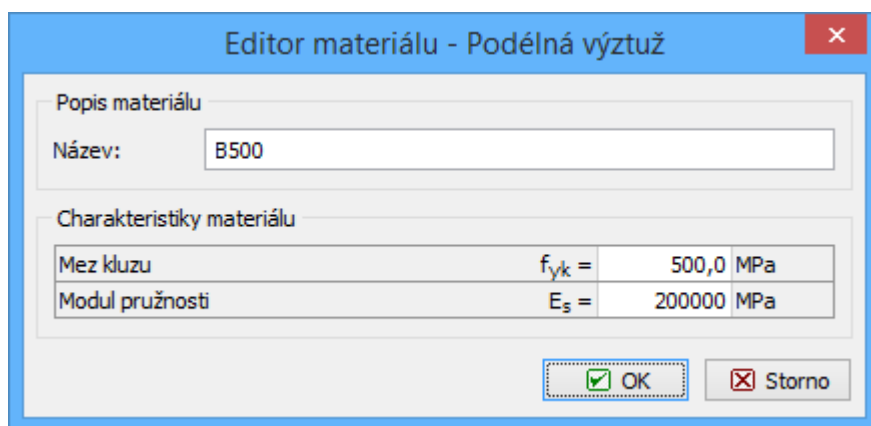 Editor materiálu - Podélná výztuž
Popis materiálu
Název: B500
Charakteristiky materiálu
Mez kluzu fyk = 500,0 MPa
Modul pružnosti Es = 200000 MPa
OK Storno